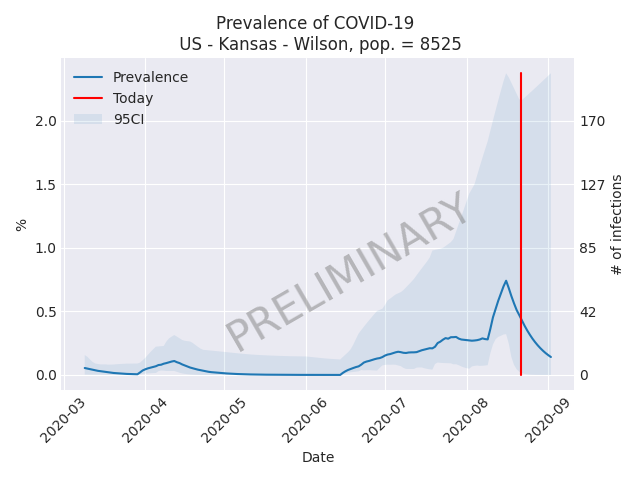 Prevalence of COVID-19
US - Kansas - Wilson, pop. = 8525
Prevalence
Today
95CI
PRELIMINARY
%
2.0
1.5
1.0
0.5
0.0
170
127
85
42
0
# of infections
2020-03
2020-04
2020-05
2020-06
2020-07
2020-08
2020-09
Date